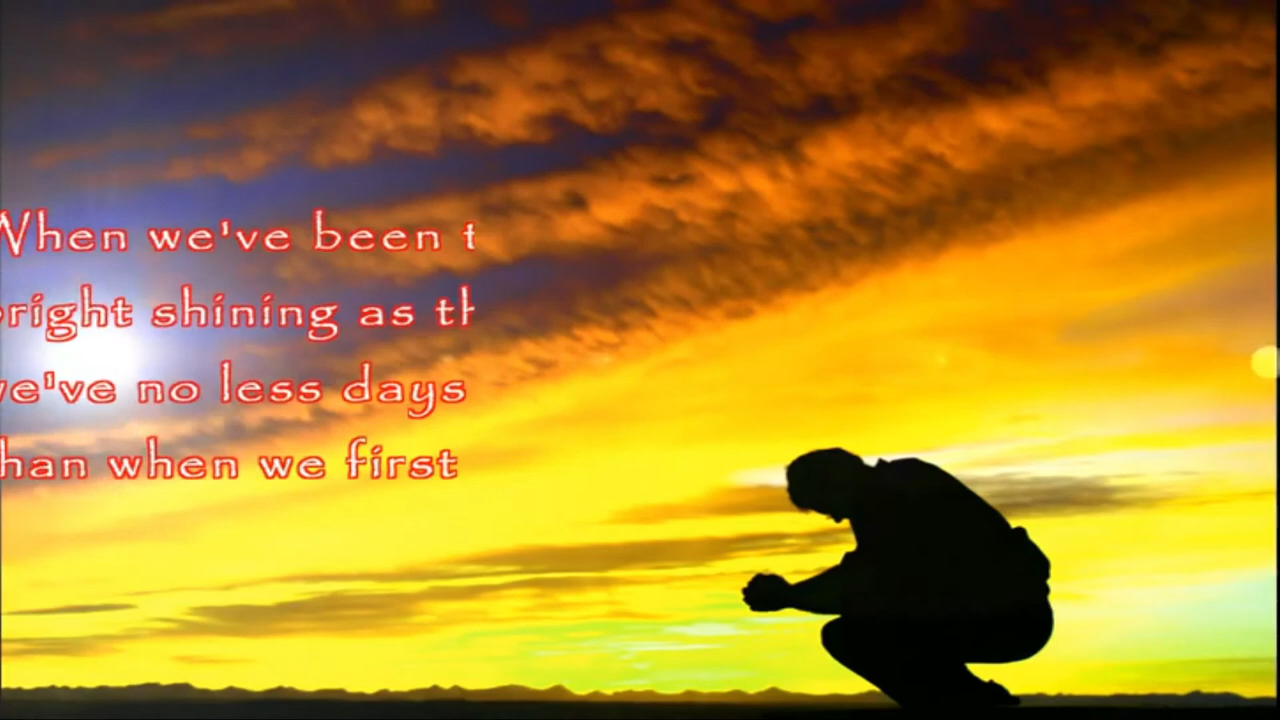 When we've been t
bright shining as th
we've no less days
than when we first